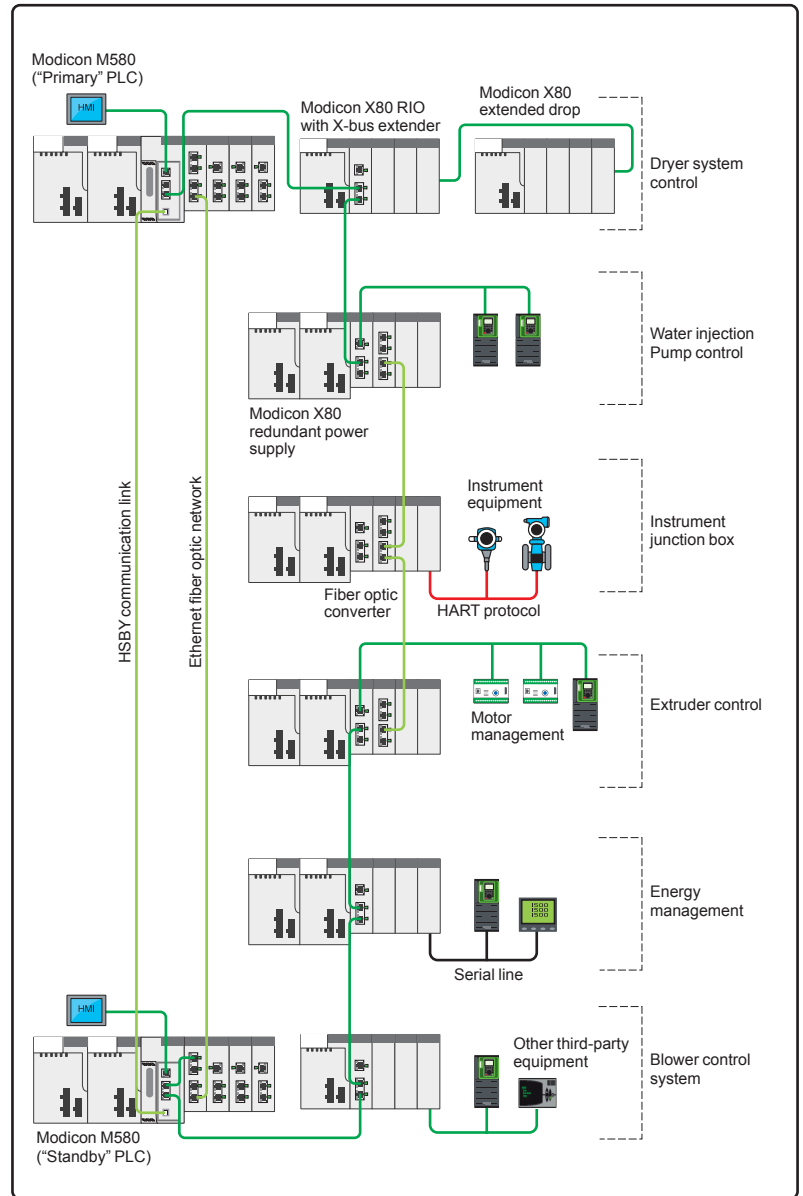 Modicon M580
(“Primary” PLC)
HMI
Modicon X80 RIO
with X-bus extender
Modicon X80
extended drop
Dryer system
control
Water injection
Pump control
Modicon X80
redundant power
supply
HSBY communication link
Ethernet fiber optic network
Instrument
equipment
Instrument
junction box
Fiber optic
converter
HART protocol
Motor
management
Extruder control
Energy
management
1500
1500
1500
Serial line
HMI
Other third-party
equipment
Blower control
system
Modicon M580
(“Standby” PLC)